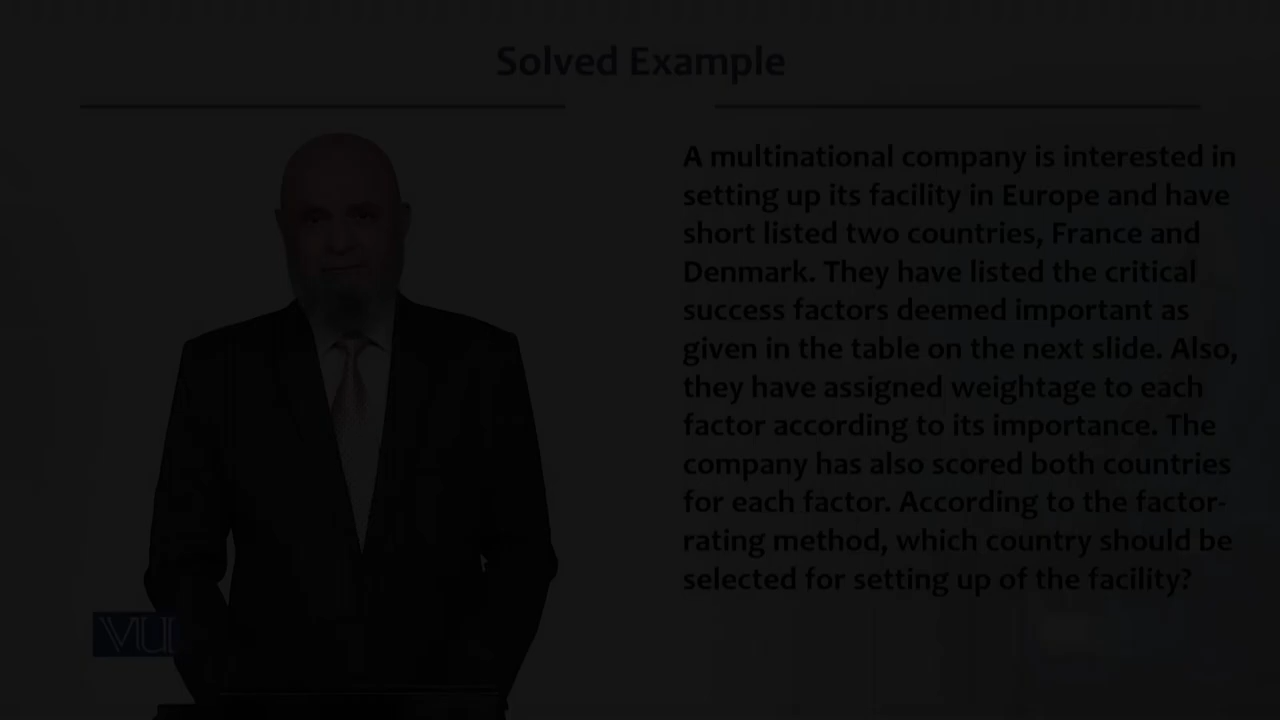 Solved Example
A multinational company is interested in
setting up its facility in Europe and have
short listed two countries, France and
Denmark. They have listed the critical
success factors deemed important as
given in the table on the next slide. Also,
they have assigned weightage to each
factor according to its importance. The
company has also scored both countries
for each factor. According to the factor-
rating method, which country should be
selected for setting up of the facility?
VU